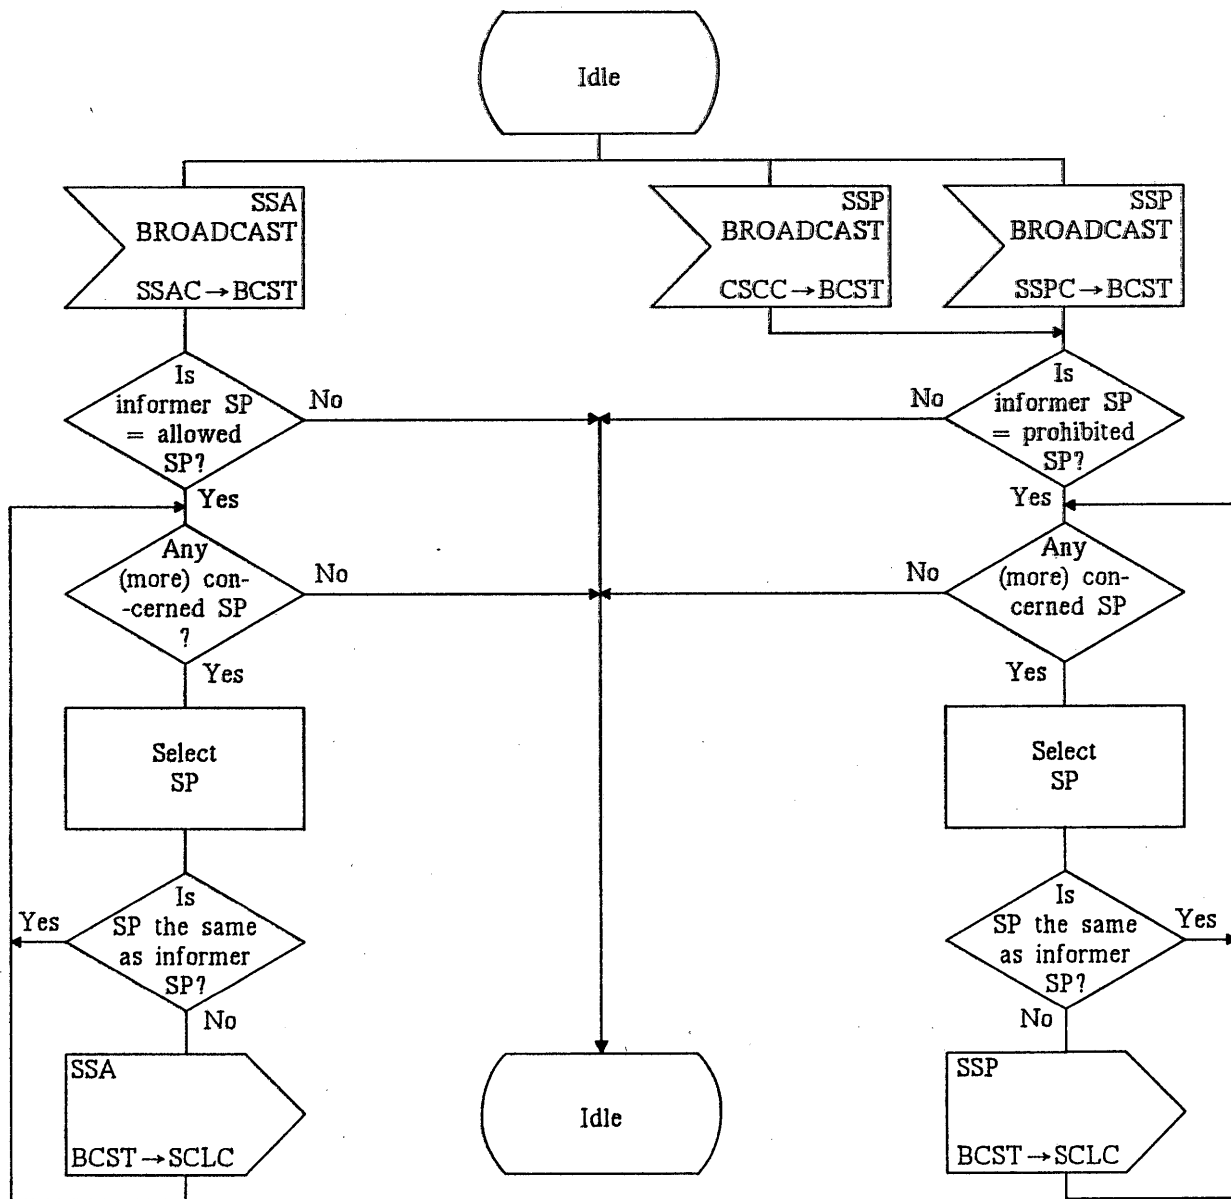 Idle
SSA
BROADCAST
SSAC→BCST
SSP
BROADCAST
CSCC→BCST
SSP
BROADCAST
SSPC→BCST
Is
informer SP
= allowed
SP?
No
Yes
No
Is
informer SP
= prohibited
SP?
Yes
Any
(more) con-
-cerned SP
?
No
Yes
No
Any
(more) con-
cerned SP
Yes
Select
SP
Select
SP
Yes
Is
SP the same
as informer
SP?
No
Is
SP the same
as informer
SP?
Yes
No
SSA
BCST→SCLC
Idle
SSP
BCST→SCLC